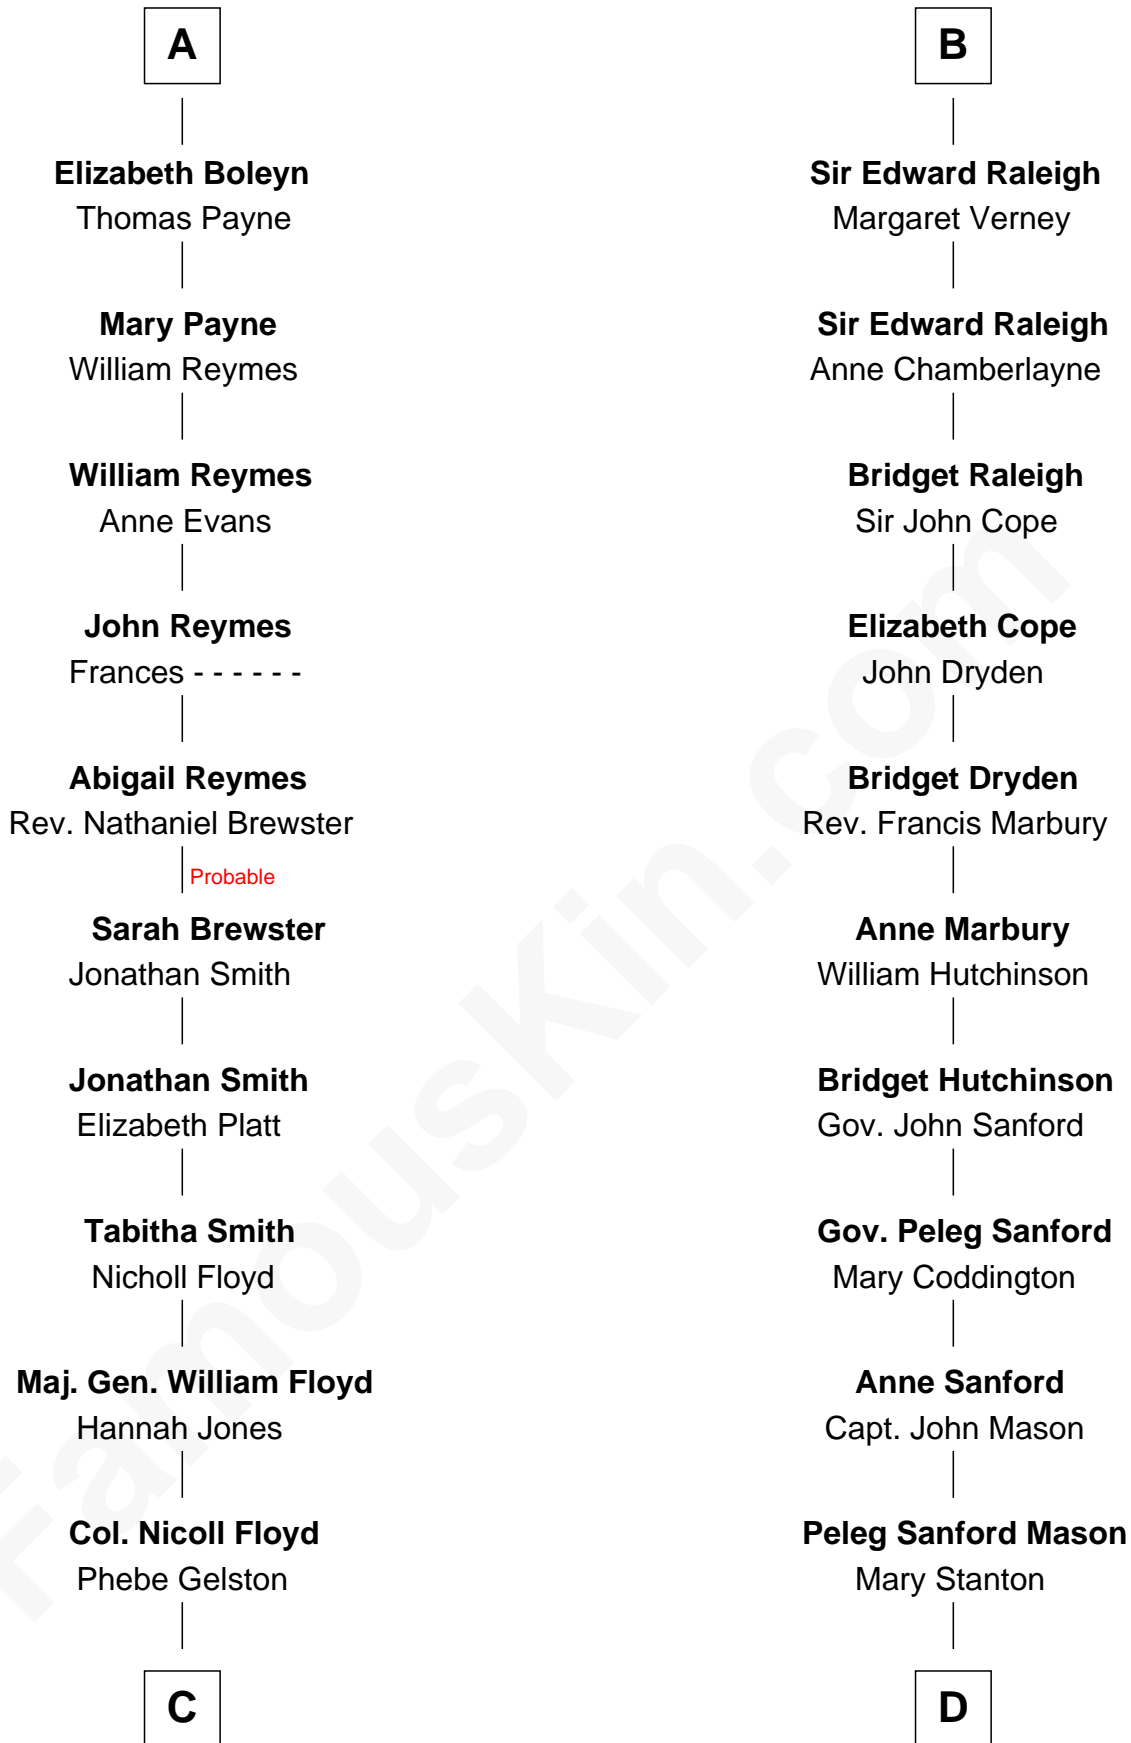 A
Elizabeth Boleyn
Thomas Payne
Mary Payne
William Reymes
William Reymes
Anne Evans
John Reymes
Frances - - - - - -
Abigail Reymes
Rev. Nathaniel Brewster
Probable
Sarah Brewster
Jonathan Smith
Jonathan Smith
Elizabeth Platt
Tabitha Smith
Nicholl Floyd
Maj. Gen. William Floyd
Hannah Jones
Col. Nicoll Floyd
Phebe Gelston
C
B
Sir Edward Raleigh
Margaret Verney
Sir Edward Raleigh
Anne Chamberlayne
Bridget Raleigh
Sir John Cope
Elizabeth Cope
John Dryden
Bridget Dryden
Rev. Francis Marbury
Anne Marbury
William Hutchinson
Bridget Hutchinson
Gov. John Sanford
Gov. Peleg Sanford
Mary Coddington
Anne Sanford
Capt. John Mason
Peleg Sanford Mason
Mary Stanton
D
FamousKin.com